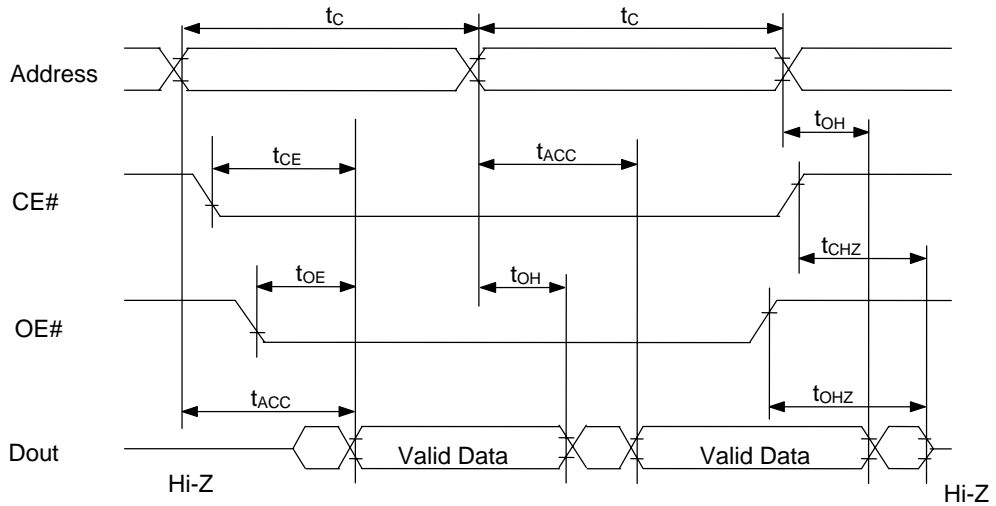 tC tC
Address
tOH
tCE tACC
CE#
tCHZ
tOE tOH
OE#
tACC tOHZ
Dout Valid Data Valid Data
Hi-Z Hi-Z